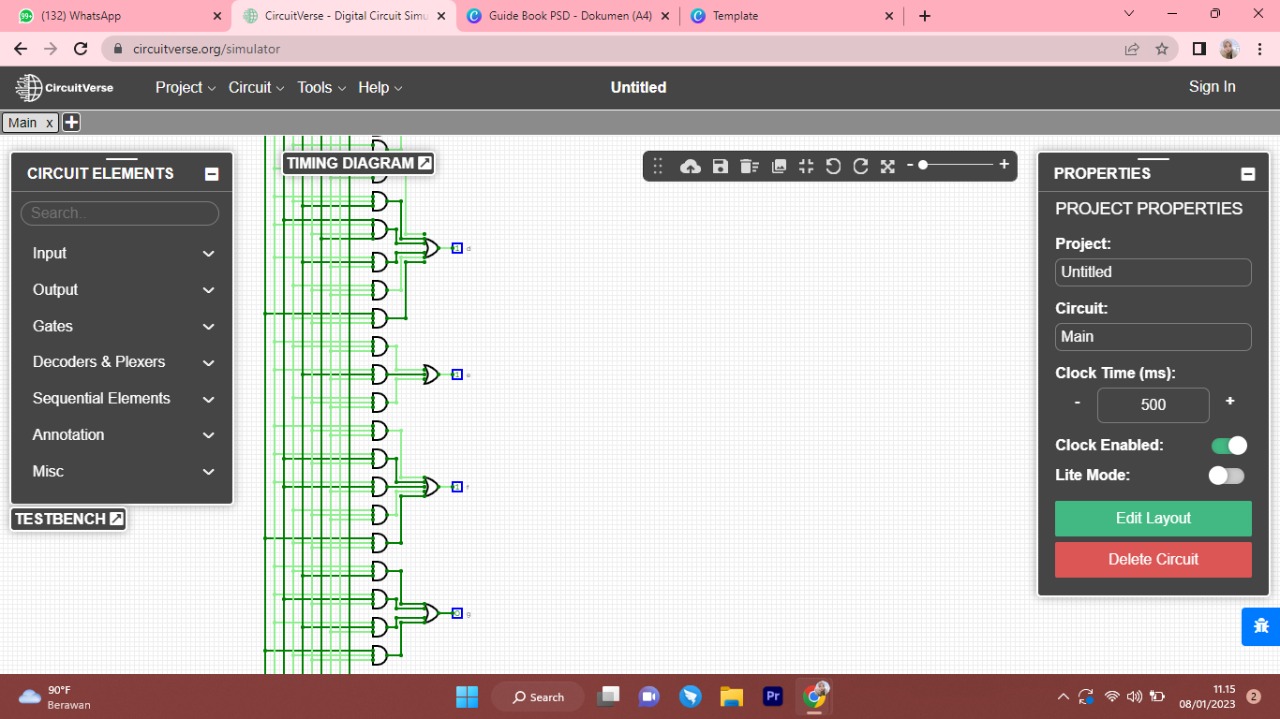 (132) WhatsApp
CircuitVerse - Digital Circuit Simu
Guide Book PSD - Dokumen (A4)
Template
circuitverse.org/simulator
CircuitVerse
Project
Circuit
Tools
Help
Untitled
Sign In
Main x
TIMING DIAGRAM
CIRCUIT ELEMENTS
Search..
Input
Output
Gates
Decoders & Plexers
Sequential Elements
Annotation
Misc
TESTBENCH
d
e
f
g
PROPERTIES
PROJECT PROPERTIES
Project:
Untitled
Circuit:
Main
Clock Time (ms):
- 500 +
Clock Enabled:
Lite Mode:
Edit Layout
Delete Circuit
90°F
Berawan
Search
Pr
11.15
08/01/2023
2